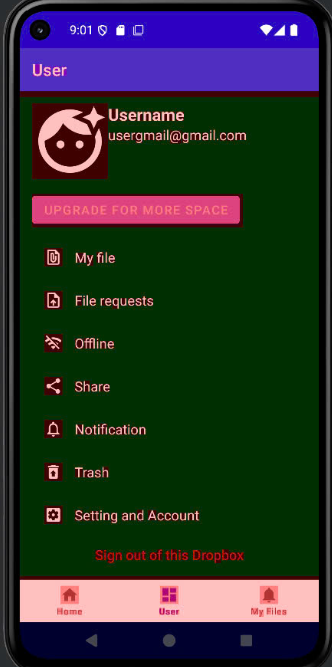 9:01
User
Username
usergmail@gmail.com
UPGRADE FOR MORE SPACE
My file
File requests
Offline
Share
Notification
Trash
Setting and Account
Sign out of this Dropbox
Home User My Files